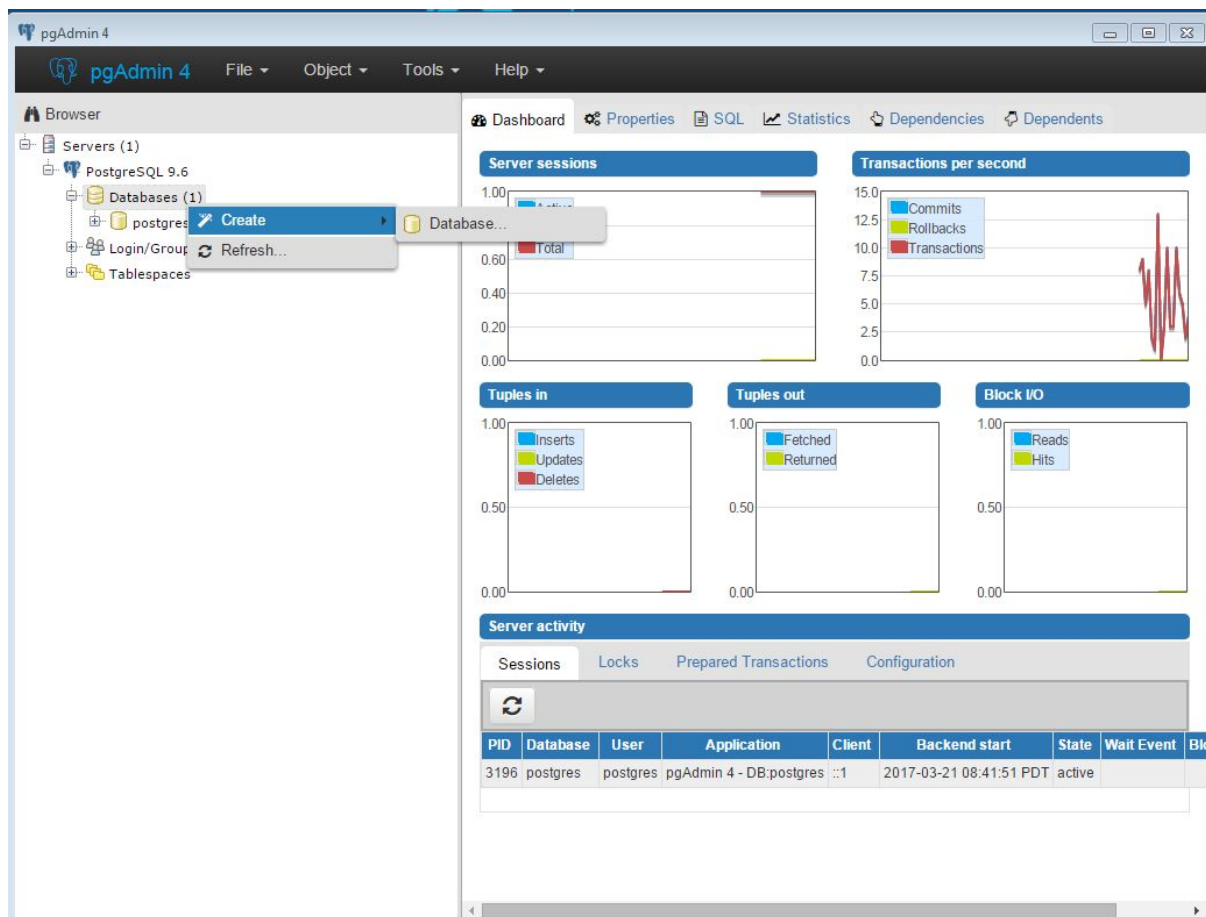 pgAdmin 4
pgAdmin 4 File Object Tools Help
Browser
Servers (1)
PostgreSQL 9.6
Databases (1)
postgres
Login/Group
Tablespaces
Create
Refresh...
Database...
Dashboard Properties SQL Statistics Dependencies Dependents
Server sessions
1.00
Total
0.60
0.40
0.20
0.00
Transactions per second
15.0
12.5
10.0
7.5
5.0
2.5
0.0
Commits
Rollbacks
Transactions
Tuples in
1.00
0.50
0.00
Inserts
Updates
Deletes
Tuples out
1.00
0.50
0.00
Fetched
Returned
Block I/O
1.00
0.50
0.00
Reads
Hits
Server activity
Sessions Locks Prepared Transactions Configuration
PID Database User Application Client Backend start State Wait Event
3196 postgres postgres pgAdmin 4 - DB:postgres ::1 2017-03-21 08:41:51 PDT active